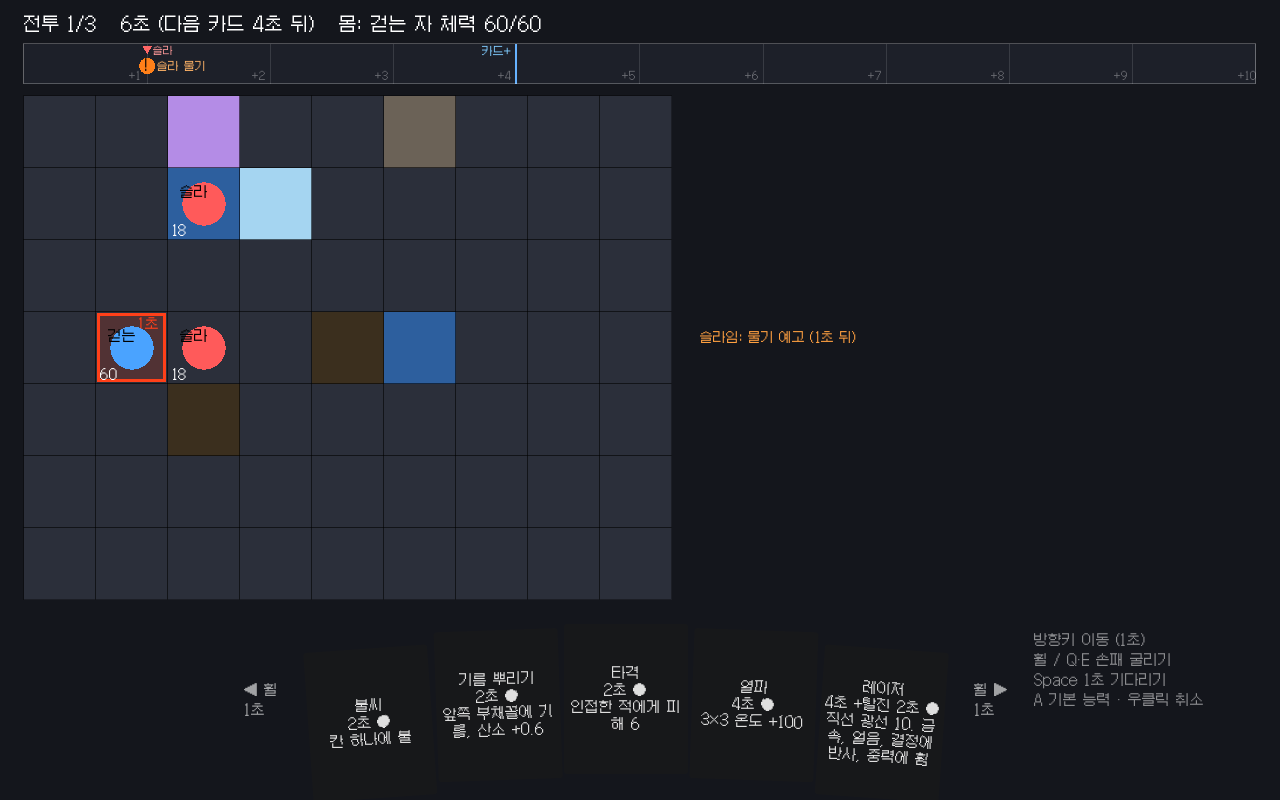 전투 1/3 6초 (다음 카드 4초 뒤) 몸: 걷는 자 체력 60/60
슬라
카드+
! 슬라 물기
+1 +2 +3 +4 +5 +6 +7 +8 +9 +10
슬라
18
1초
걷는
60
슬라
18
슬라임: 물기 예고 (1초 뒤)
◀ 휠
1초
불씨
2초
칸 하나에 불
기름 뿌리기
2초
앞쪽 부채꼴에 기
름, 산소 +0.6
타격
2초
인접한 적에게 피
해 6
열파
4초
3×3 온도 +100
레이저
4초 +탈진 2초
직선 광선 10. 금
속, 얼음, 결정에
반사, 중력에 휨
휠 ▶
1초
방향키 이동 (1초)
휠 / Q·E 손패 굴리기
Space 1초 기다리기
A 기본 능력 · 우클릭 취소